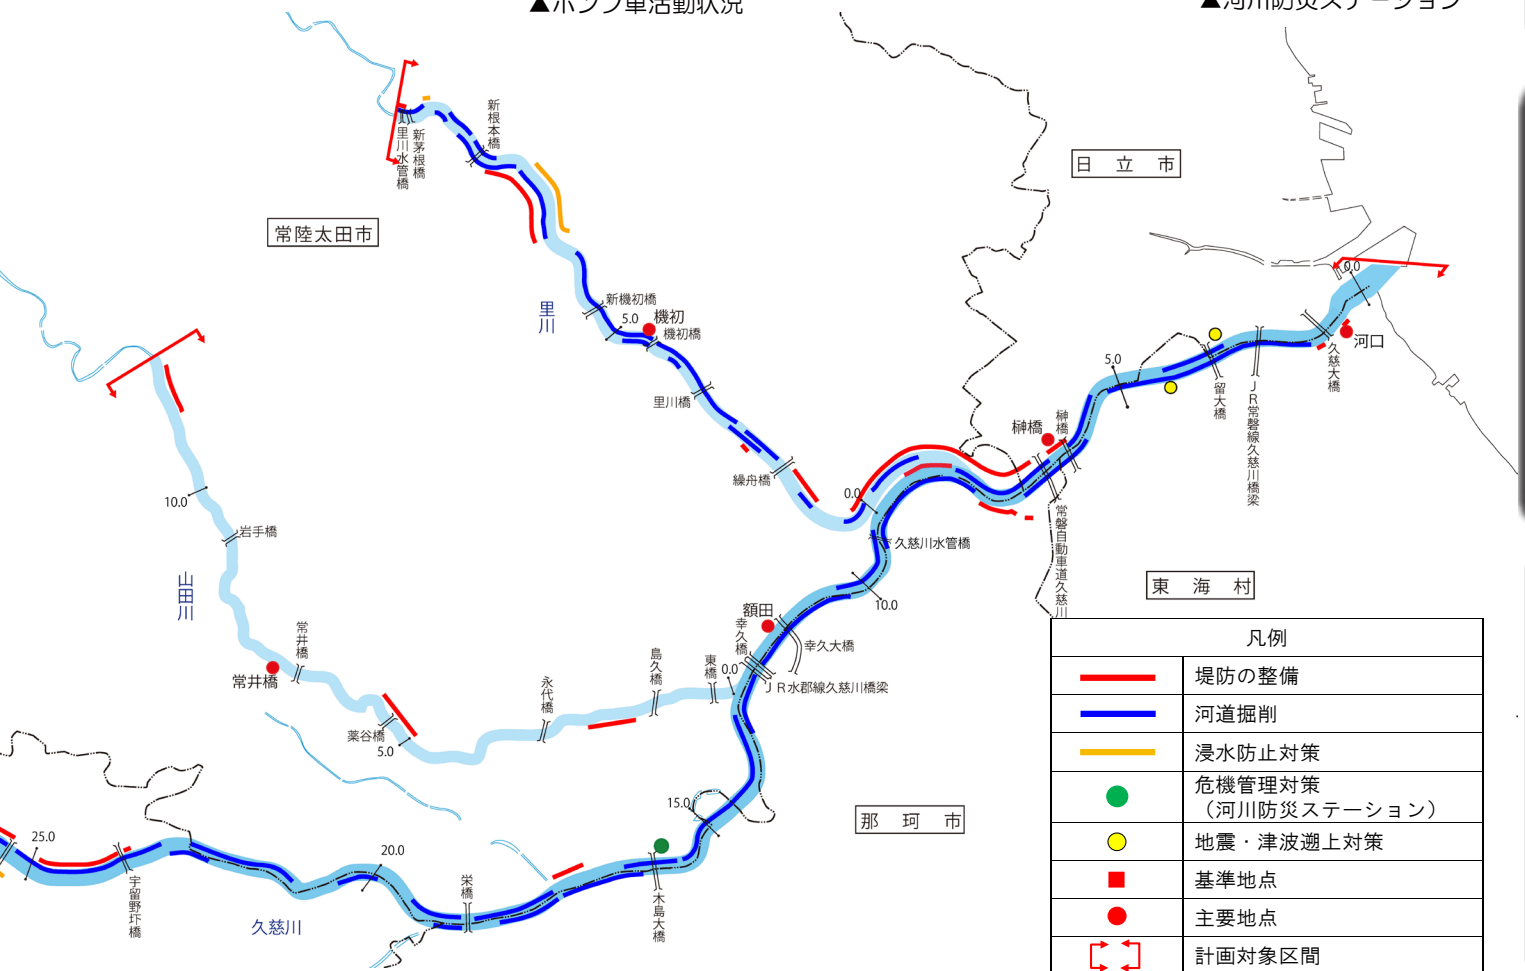 ▲ポンプ車活動状況
▲河川防災ステーション
新根本橋
新茅根橋
里川水管橋
日 立 市
常陸太田市
里川
新機初橋
5.0
機初
機初橋
0.0
河口
久慈大橋
5.0
留大橋
JR常磐線久慈川橋梁
里川橋
榊橋
榊橋
繰舟橋
0.0
10.0
岩手橋
常磐自動車道久慈川
久慈川水管橋
山田川
東 海 村
10.0
額田
幸久橋
幸久大橋
常井橋
常井橋
島久橋
東橋
0.0
JR水郡線久慈川橋梁
永代橋
薬谷橋
5.0
15.0
那 珂 市
25.0
20.0
宇留野圷橋
栄橋
木島大橋
久慈川
凡例
堤防の整備
河道掘削
浸水防止対策
危機管理対策
（河川防災ステーション）
地震・津波遡上対策
基準地点
主要地点
計画対象区間